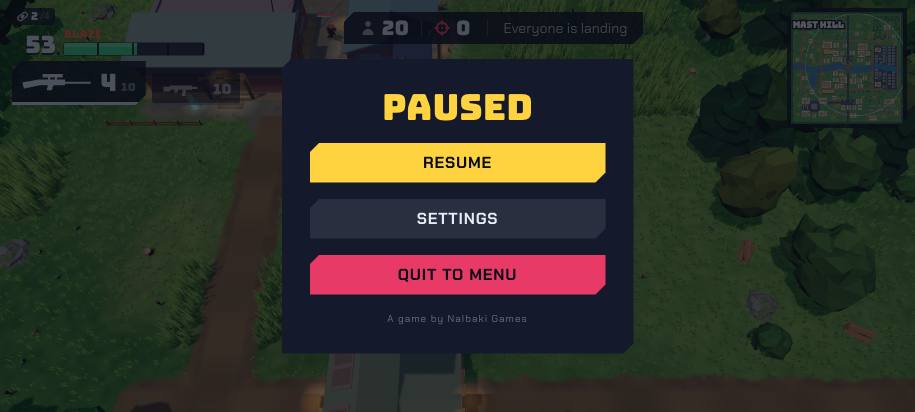 2
20
0
Everyone is landing
MAST HILL
BLAZE
53
4 10
10
PAUSED
RESUME
SETTINGS
QUIT TO MENU
A game by Nalbaki Games